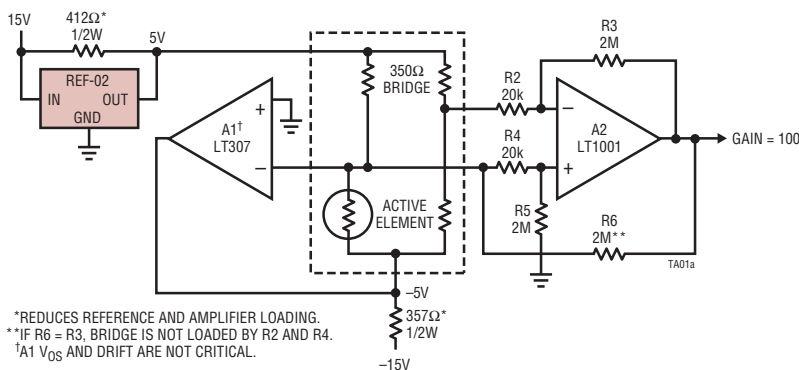 15V
412Ω*
1/2W
5V
REF-02
IN OUT
GND
350Ω
BRIDGE
A1†
LT307
+
–
ACTIVE
ELEMENT
R2
20k
R3
2M
R4
20k
–
A2
LT1001
+
GAIN = 100
R5
2M
R6
2M**
TA01a
–5V
357Ω*
1/2W
–15V
*REDUCES REFERENCE AND AMPLIFIER LOADING.
**IF R6 = R3, BRIDGE IS NOT LOADED BY R2 AND R4.
†A1 VOS AND DRIFT ARE NOT CRITICAL.